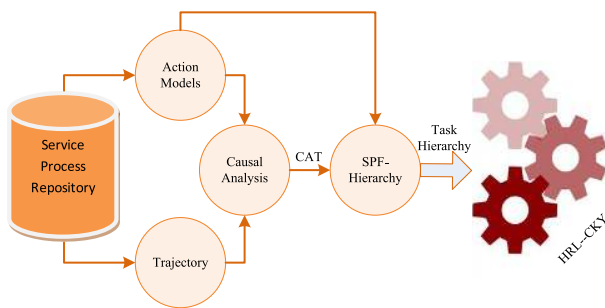 Action
Models
Service
Process
Repository
Causal
Analysis
CAT
SPF-
Hierarchy
Task
Hierarchy
Trajectory
HRL--CKY